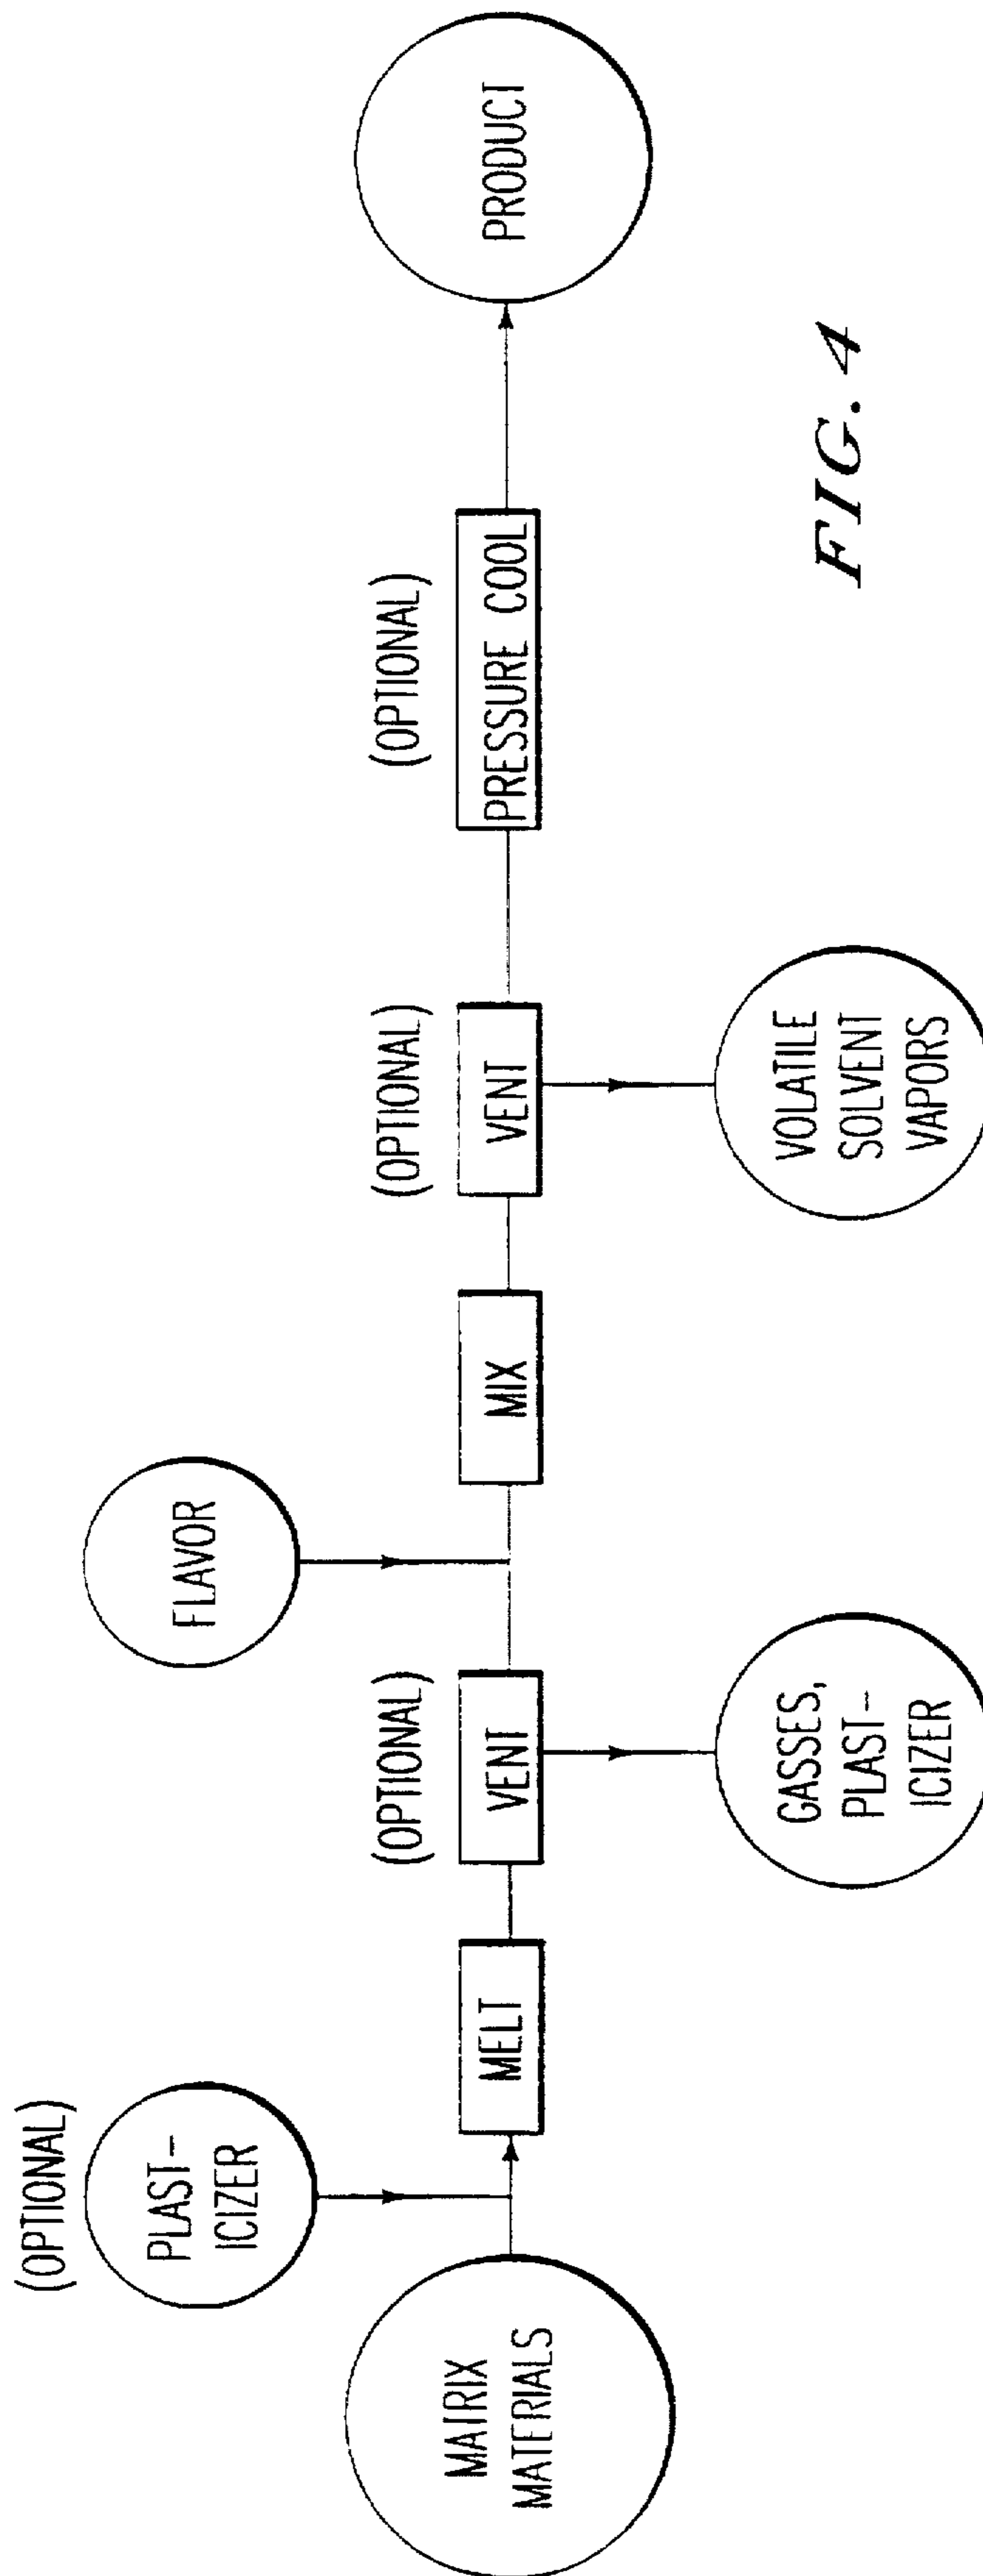 (OPTIONAL)
PLAST-
ICIZER
MATRIX
MATERIALS
MELT
(OPTIONAL)
VENT
GASSES,
PLAST-
ICIZER
FLAVOR
MIX
(OPTIONAL)
VENT
VOLATILE
SOLVENT
VAPORS
(OPTIONAL)
PRESSURE COOL
PRODUCT
FIG. 4